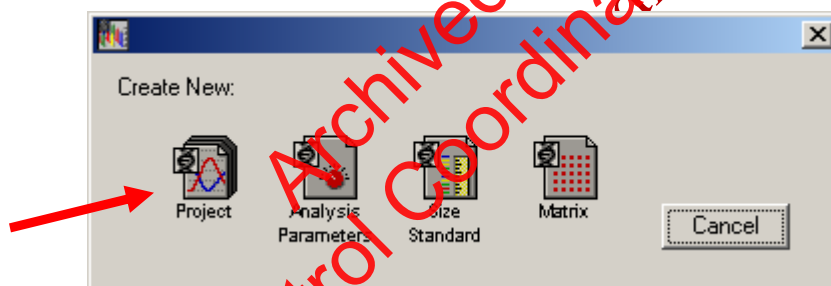 Create New:
Project
Analysis
Parameters
Size
Standard
Matrix
Cancel
Archived
Control Coordina